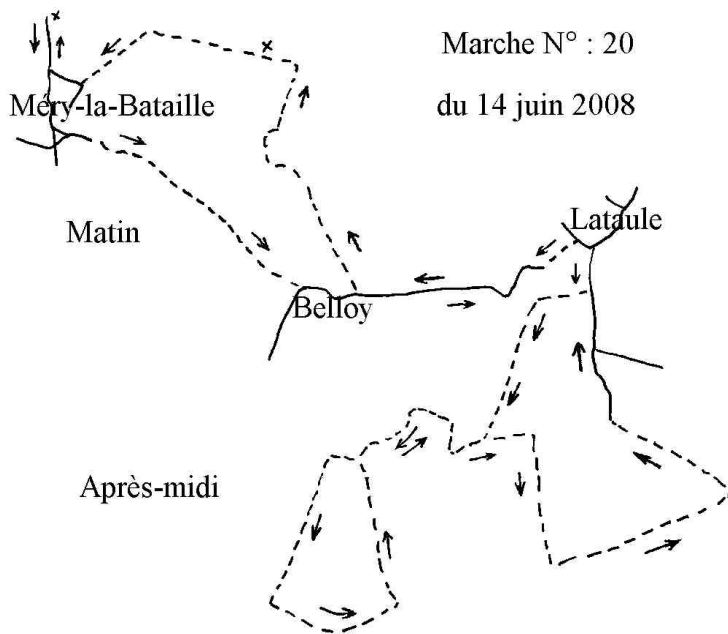 Marche N° : 20
du 14 juin 2008
Méry-la-Bataille
Matin
Lataule
Belloy
Après-midi